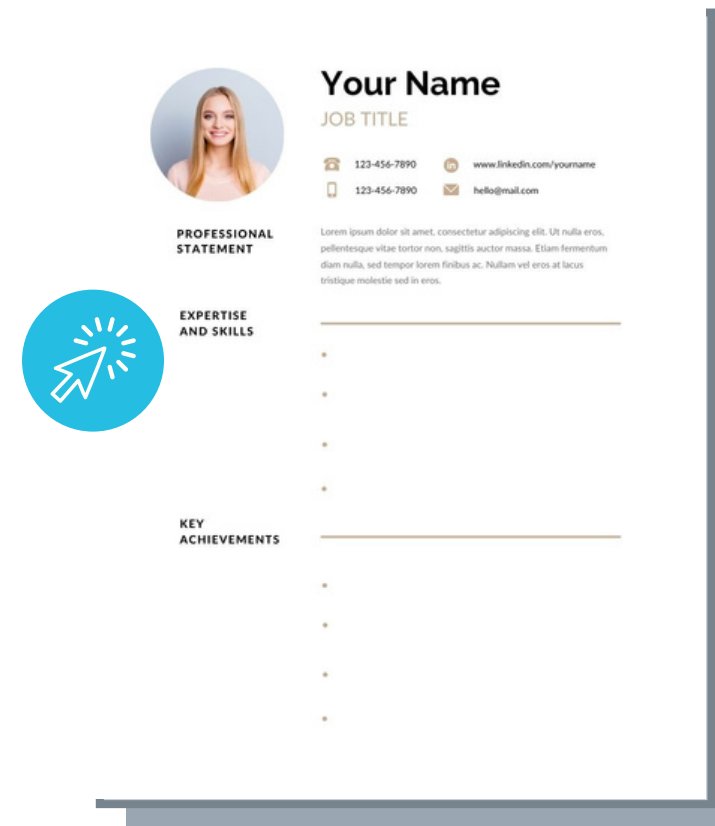 Your Name
JOB TITLE
123-456-7890
www.linkedin.com/yourname
123-456-7890
hello@mail.com
PROFESSIONAL
STATEMENT
Lorem ipsum dolor sit amet, consectetur adipiscing elit. Ut nulla eros,
pellentesque vitae tortor non, sagittis auctor massa. Etiam fermentum
diam nulla, sed tempor lorem finibus ac. Nullam vel eros at lacus
tristique molestie sed in eros.
EXPERTISE
AND SKILLS
KEY
ACHIEVEMENTS